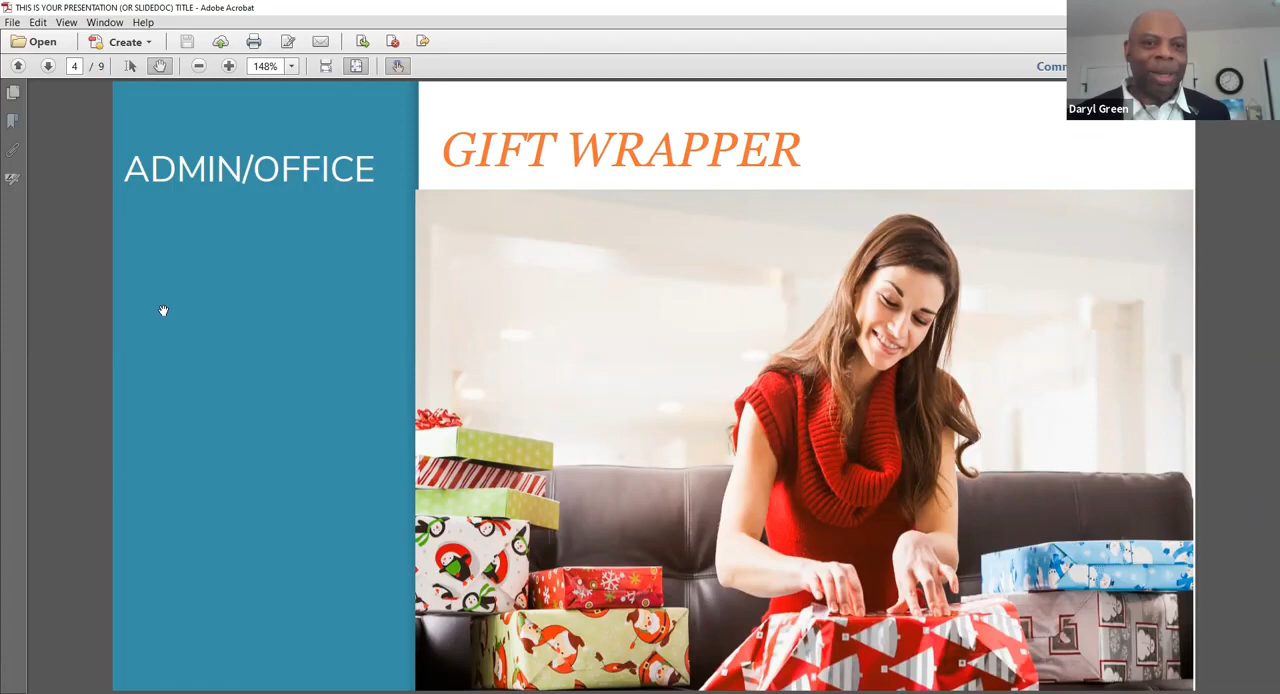 THIS IS YOUR PRESENTATION (OR SLIDEDOC) TITLE - Adobe Acrobat
File Edit View Window Help
Open Create
4 / 9 148% Comm
Daryl Green
ADMIN/OFFICE
GIFT WRAPPER